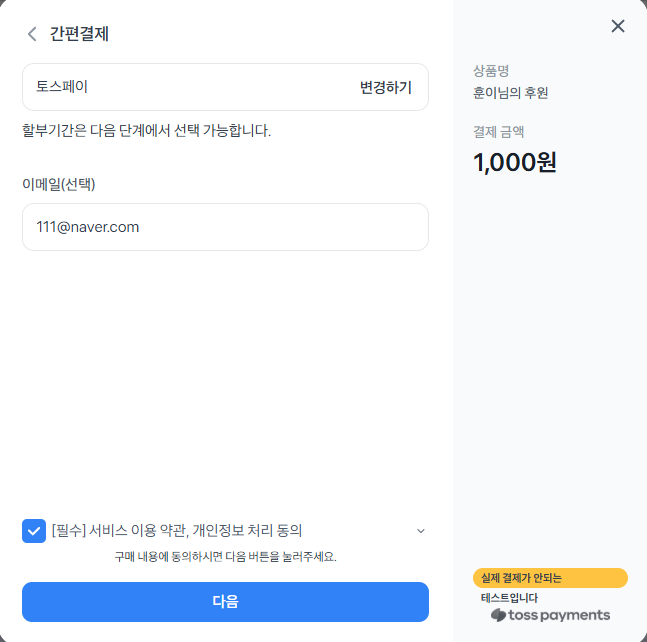 간편결제
토스페이
변경하기
할부기간은 다음 단계에서 선택 가능합니다.
이메일(선택)
111@naver.com
[필수] 서비스 이용 약관, 개인정보 처리 동의
구매 내용에 동의하시면 다음 버튼을 눌러주세요.
다음
상품명
훈이님의 후원
결제 금액
1,000원
실제 결제가 안되는
테스트입니다
toss payments